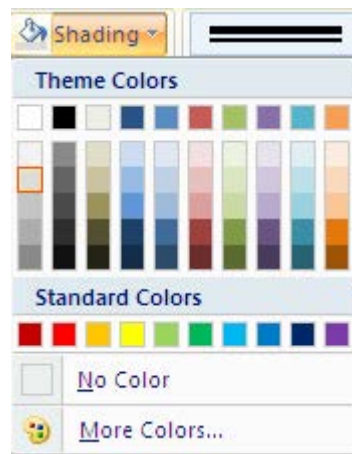 Shading
Theme Colors
Standard Colors
No Color
More Colors...